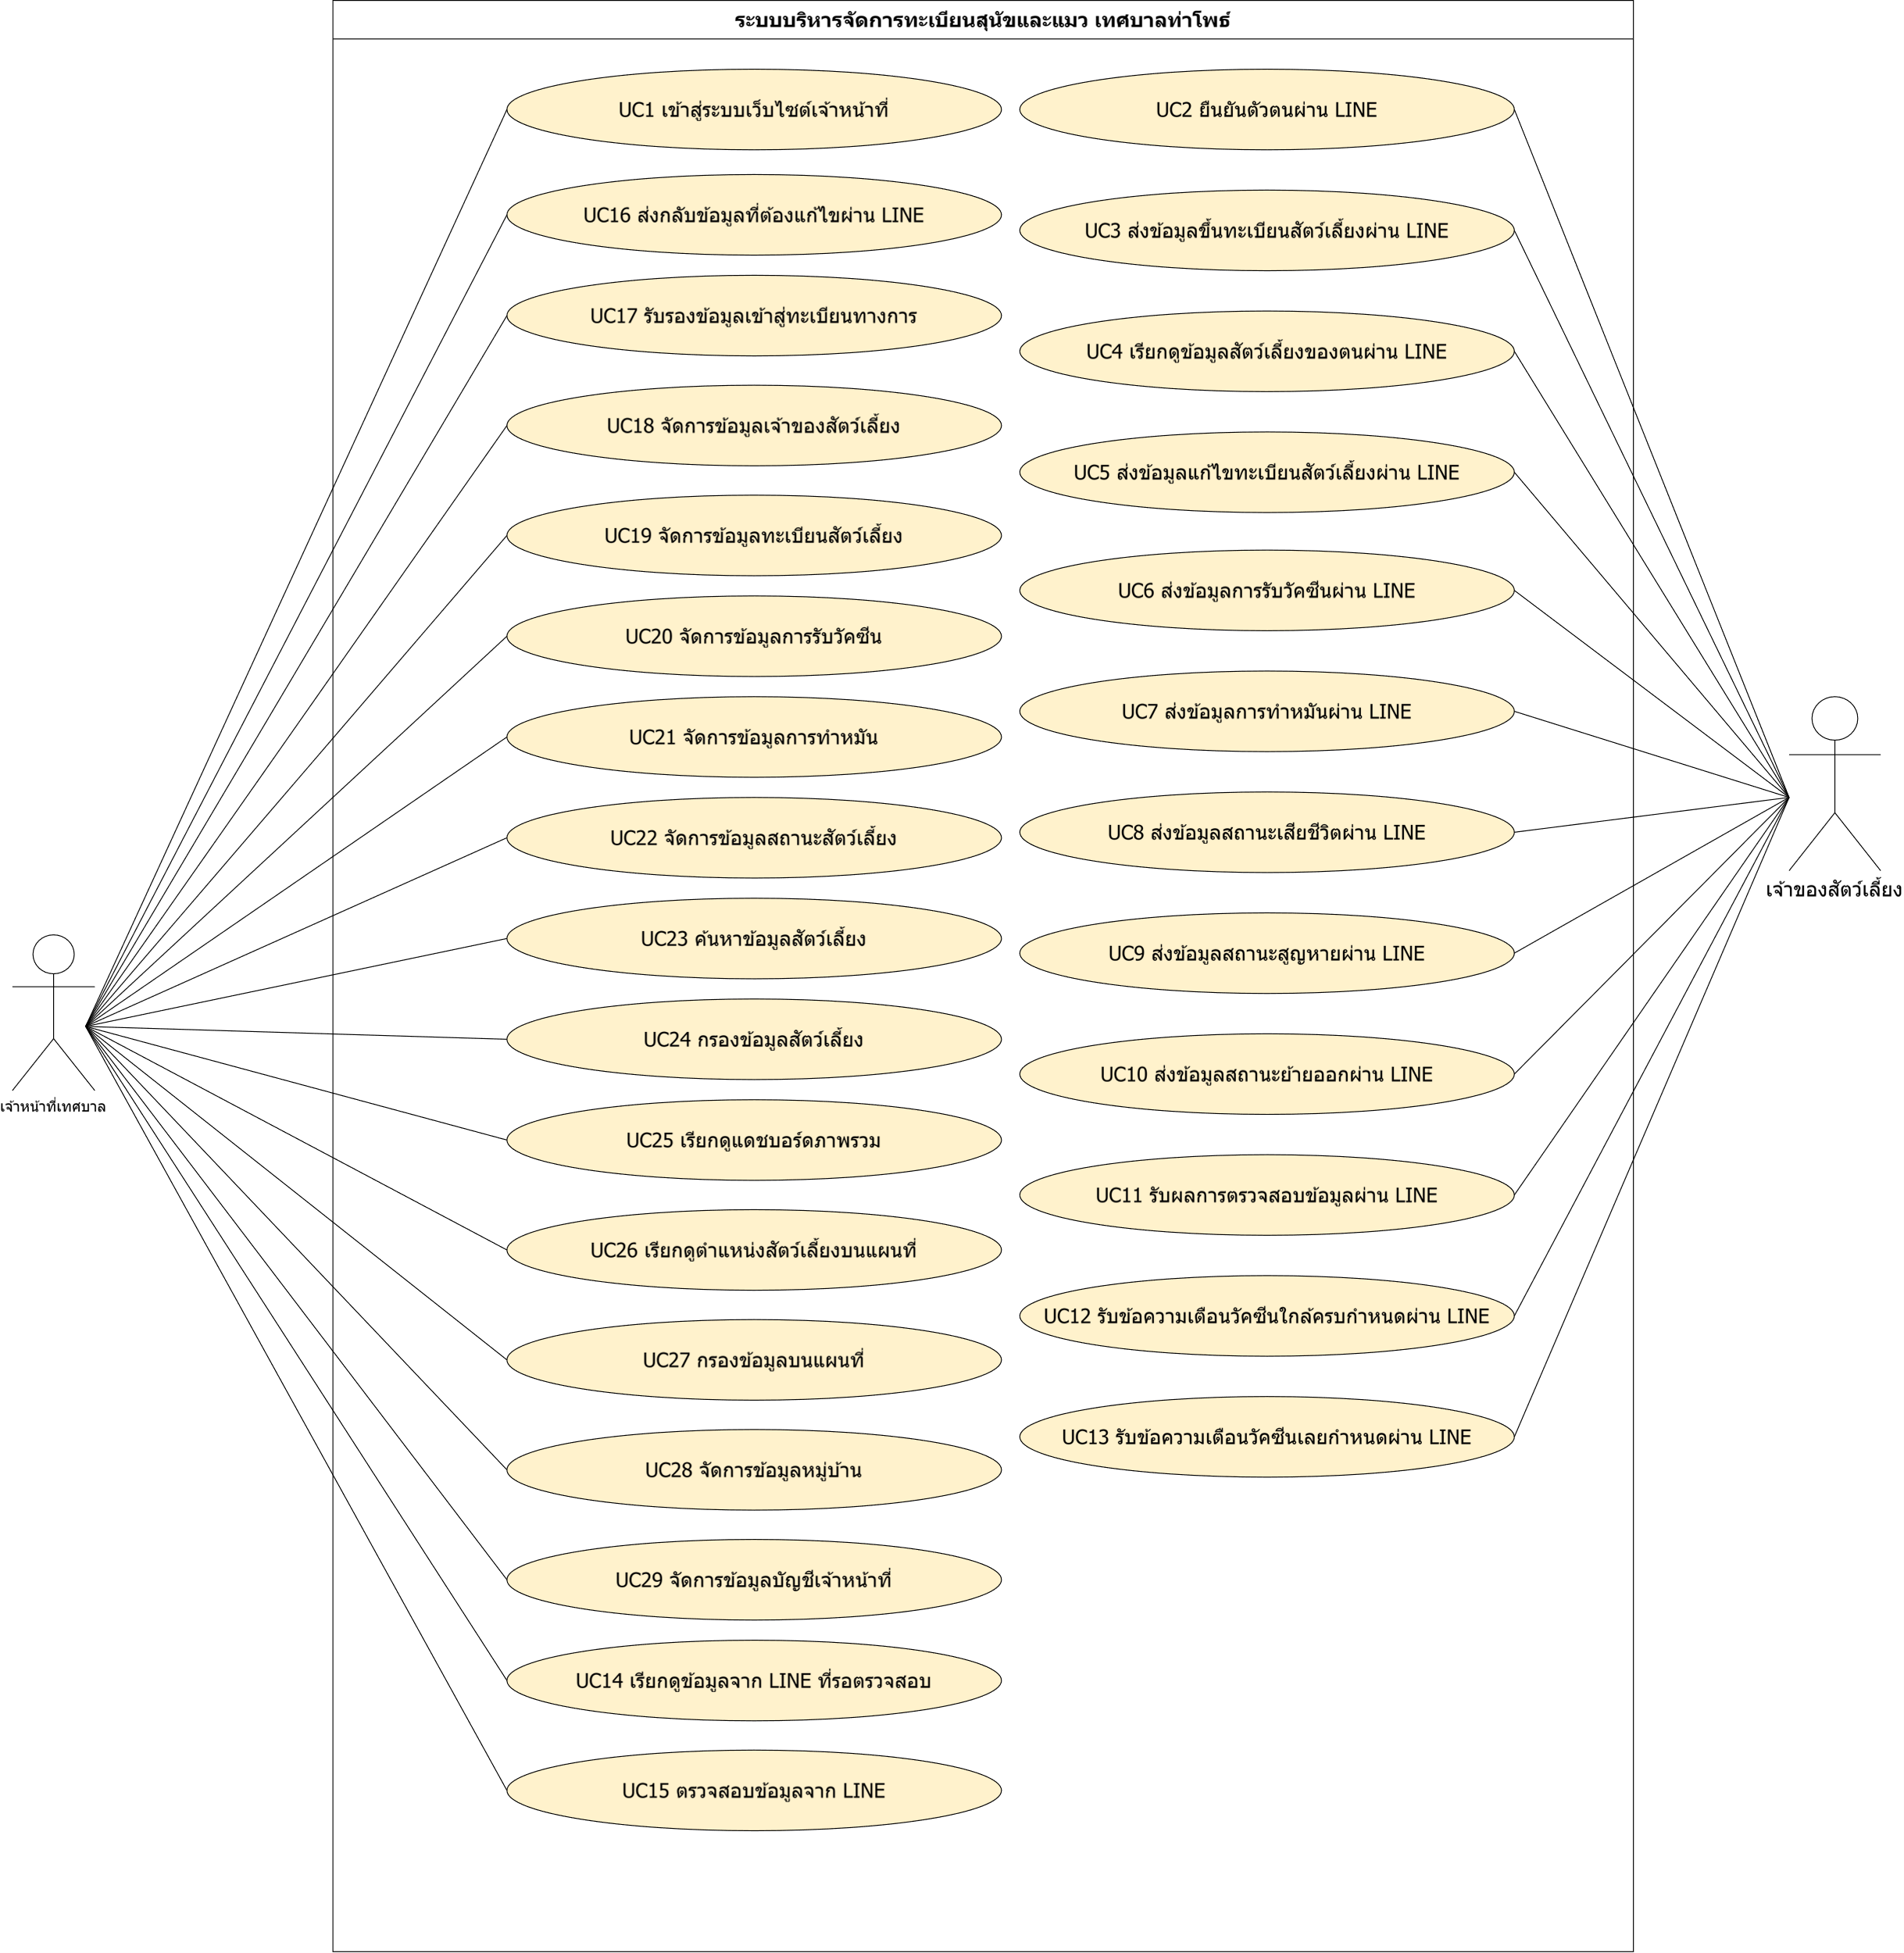 ระบบบริหารจัดการทะเบียนสุนัขและแมว เทศบาลท่าโพธ์
UC1 เข้าสู่ระบบเว็บไซต์เจ้าหน้าที่
UC16 ส่งกลับข้อมูลที่ต้องแก้ไขผ่าน LINE
UC17 รับรองข้อมูลเข้าสู่ทะเบียนทางการ
UC18 จัดการข้อมูลเจ้าของสัตว์เลี้ยง
UC19 จัดการข้อมูลทะเบียนสัตว์เลี้ยง
UC20 จัดการข้อมูลการรับวัคซีน
UC21 จัดการข้อมูลการทำหมัน
UC22 จัดการข้อมูลสถานะสัตว์เลี้ยง
UC23 ค้นหาข้อมูลสัตว์เลี้ยง
UC24 กรองข้อมูลสัตว์เลี้ยง
UC25 เรียกดูแดชบอร์ดภาพรวม
UC26 เรียกดูตำแหน่งสัตว์เลี้ยงบนแผนที่
UC27 กรองข้อมูลบนแผนที่
UC28 จัดการข้อมูลหมู่บ้าน
UC29 จัดการข้อมูลบัญชีเจ้าหน้าที่
UC14 เรียกดูข้อมูลจาก LINE ที่รอตรวจสอบ
UC15 ตรวจสอบข้อมูลจาก LINE
UC2 ยืนยันตัวตนผ่าน LINE
UC3 ส่งข้อมูลขึ้นทะเบียนสัตว์เลี้ยงผ่าน LINE
UC4 เรียกดูข้อมูลสัตว์เลี้ยงของตนผ่าน LINE
UC5 ส่งข้อมูลแก้ไขทะเบียนสัตว์เลี้ยงผ่าน LINE
UC6 ส่งข้อมูลการรับวัคซีนผ่าน LINE
UC7 ส่งข้อมูลการทำหมันผ่าน LINE
UC8 ส่งข้อมูลสถานะเสียชีวิตผ่าน LINE
UC9 ส่งข้อมูลสถานะสูญหายผ่าน LINE
UC10 ส่งข้อมูลสถานะย้ายออกผ่าน LINE
UC11 รับผลการตรวจสอบข้อมูลผ่าน LINE
UC12 รับข้อความเตือนวัคซีนใกล้ครบกำหนดผ่าน LINE
UC13 รับข้อความเตือนวัคซีนเลยกำหนดผ่าน LINE
เจ้าหน้าที่เทศบาล
เจ้าของสัตว์เลี้ยง